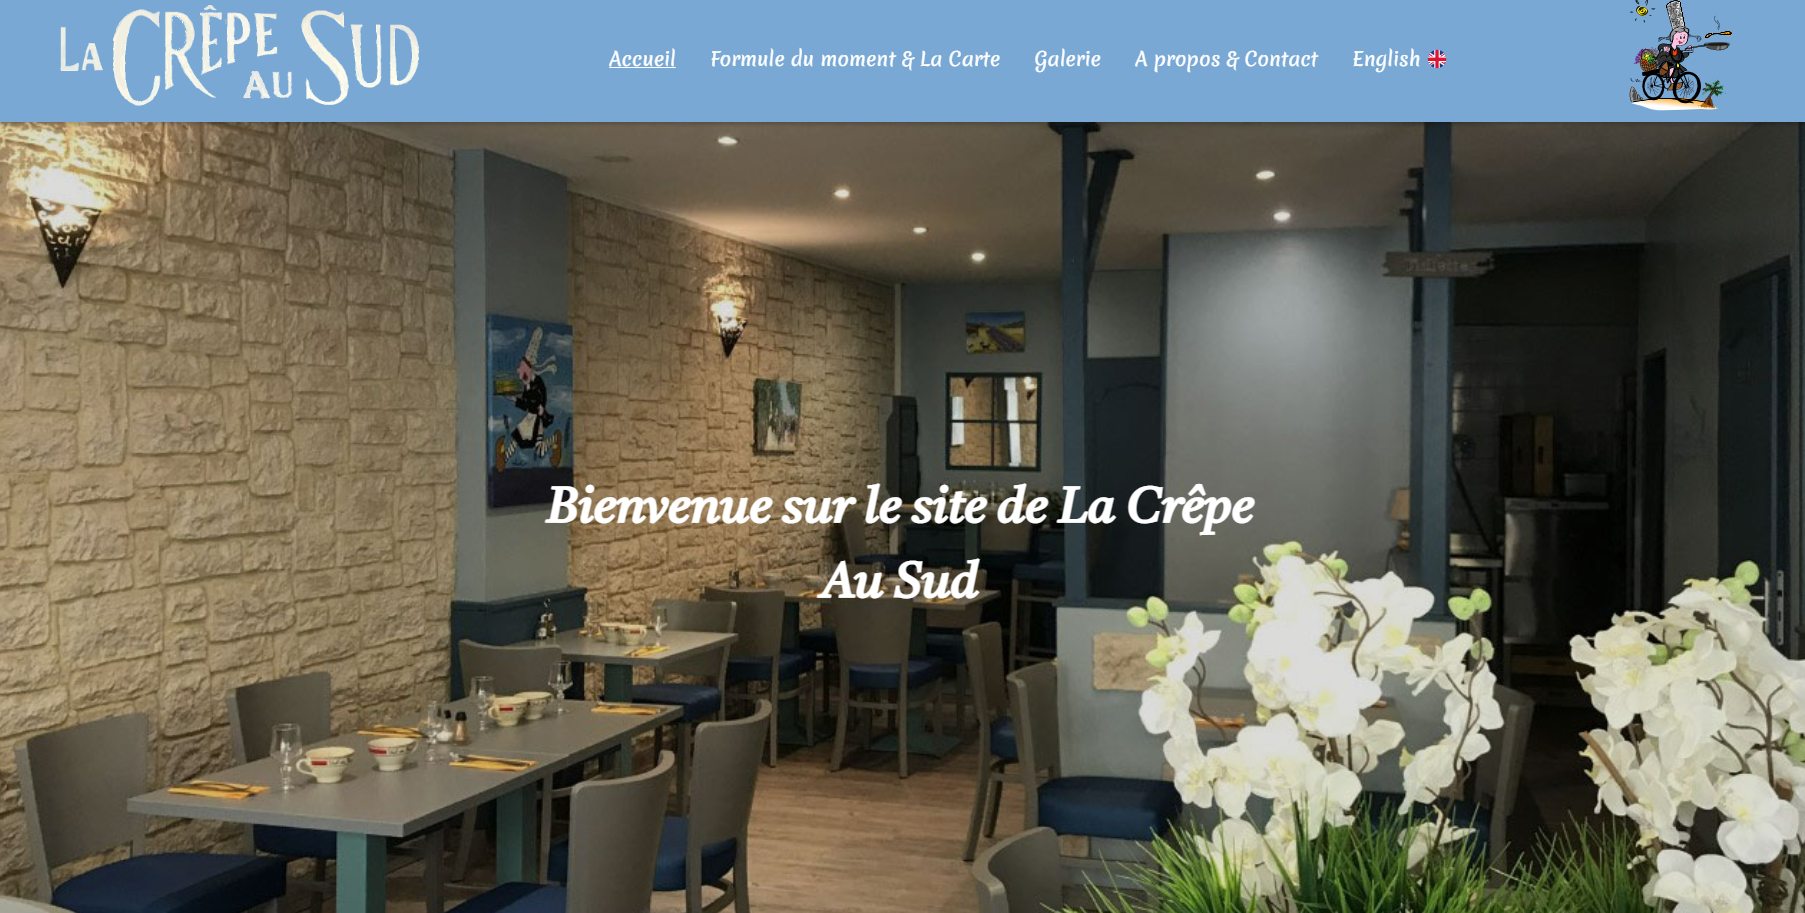 LA CRÊPE AU SUD
Accueil
Formule du moment & La Carte
Galerie
A propos & Contact
English
Bienvenue sur le site de La Crêpe
Au Sud